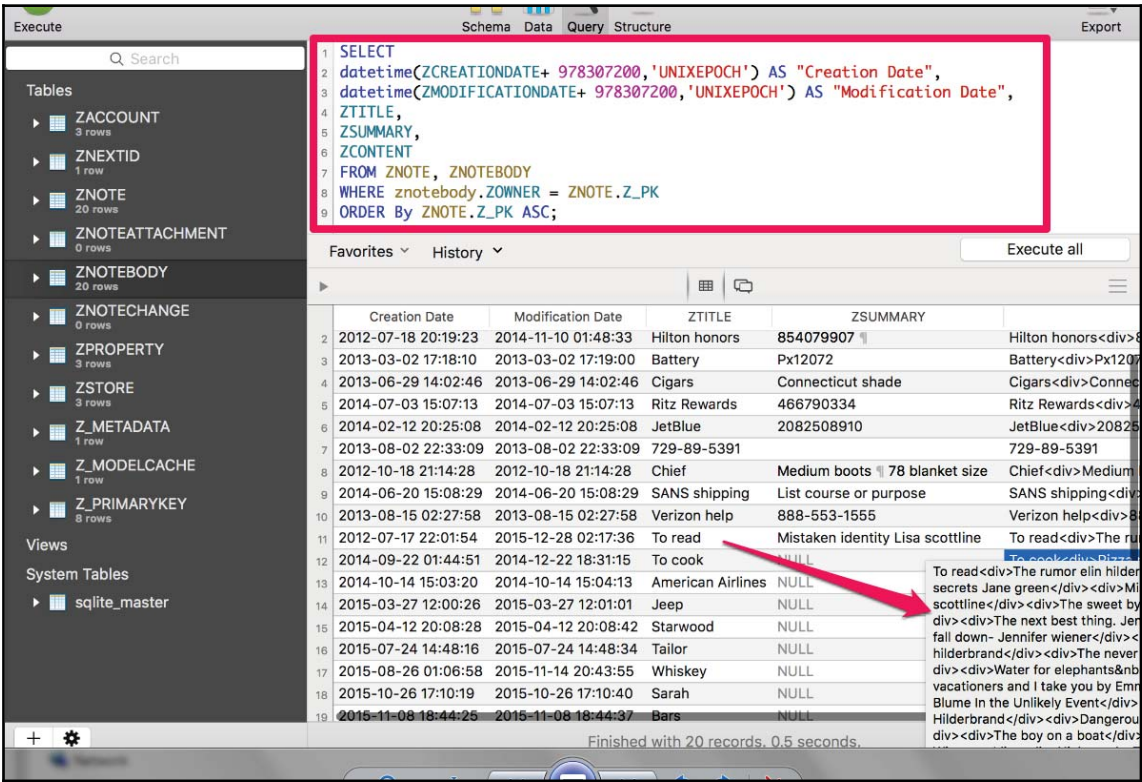 Execute
Schema Data Query Structure
Export
Search
Tables
ZACCOUNT
3 rows
ZNEXTID
1 row
ZNOTE
20 rows
ZNOTEATTACHMENT
0 rows
ZNOTEBODY
20 rows
ZNOTECHANGE
0 rows
ZPROPERTY
3 rows
ZSTORE
3 rows
Z_METADATA
1 row
Z_MODELCACHE
1 row
Z_PRIMARYKEY
8 rows
Views
System Tables
sqlite_master
1 SELECT
2 datetime(ZCREATIONDATE+ 978307200,'UNIXEPOCH') AS "Creation Date",
3 datetime(ZMODIFICATIONDATE+ 978307200,'UNIXEPOCH') AS "Modification Date",
4 ZTITLE,
5 ZSUMMARY,
6 ZCONTENT
7 FROM ZNOTE, ZNOTEBODY
8 WHERE znotebody.ZOWNER = ZNOTE.Z_PK
9 ORDER By ZNOTE.Z_PK ASC;
Favorites History Execute all
Creation Date Modification Date ZTITLE ZSUMMARY
2 2012-07-18 20:19:23 2014-11-10 01:48:33 Hilton honors 854079907 ¶ Hilton honors<div>8
3 2013-03-02 17:18:10 2013-03-02 17:19:00 Battery Px12072 Battery<div>Px1207
4 2013-06-29 14:02:46 2013-06-29 14:02:46 Cigars Connecticut shade Cigars<div>Connec
5 2014-07-03 15:07:13 2014-07-03 15:07:13 Ritz Rewards 466790334 Ritz Rewards<div>4
6 2014-02-12 20:25:08 2014-02-12 20:25:08 JetBlue 2082508910 JetBlue<div>20825
7 2013-08-02 22:33:09 2013-08-02 22:33:09 729-89-5391 729-89-5391
8 2012-10-18 21:14:28 2012-10-18 21:14:28 Chief Medium boots ¶ 78 blanket size Chief<div>Medium
9 2014-06-20 15:08:29 2014-06-20 15:08:29 SANS shipping List course or purpose SANS shipping<div>
10 2013-08-15 02:27:58 2013-08-15 02:27:58 Verizon help 888-553-1555 Verizon help<div>8
11 2012-07-17 22:01:54 2015-12-28 02:17:36 To read Mistaken identity Lisa scottline To read<div>The ru
12 2014-09-22 01:44:51 2014-12-22 18:31:15 To cook NULL To cook<div>Pizza
13 2014-10-14 15:03:20 2014-10-14 15:04:13 American Airlines NULL
14 2015-03-27 12:00:26 2015-03-27 12:01:01 Jeep NULL
15 2015-04-12 20:08:28 2015-04-12 20:08:42 Starwood NULL
16 2015-07-24 14:48:16 2015-07-24 14:48:34 Tailor NULL
17 2015-08-26 01:06:58 2015-11-14 20:43:55 Whiskey NULL
18 2015-10-26 17:10:19 2015-10-26 17:10:40 Sarah NULL
19 2015-11-08 18:44:25 2015-11-08 18:44:37 Bars NULL
To read<div>The rumor elin hilder
secrets Jane green</div><div>Mi
scottline</div><div>The sweet by
div><div>The next best thing. Jen
fall down- Jennifer wiener</div><
hilderbrand</div><div>The never
div><div>Water for elephants&nb
vacationers and I take you by Emm
Blume In the Unlikely Event</div>
Hilderbrand</div><div>Dangerou
div><div>The boy on a boat</div>
Finished with 20 records. 0.5 seconds.
Network